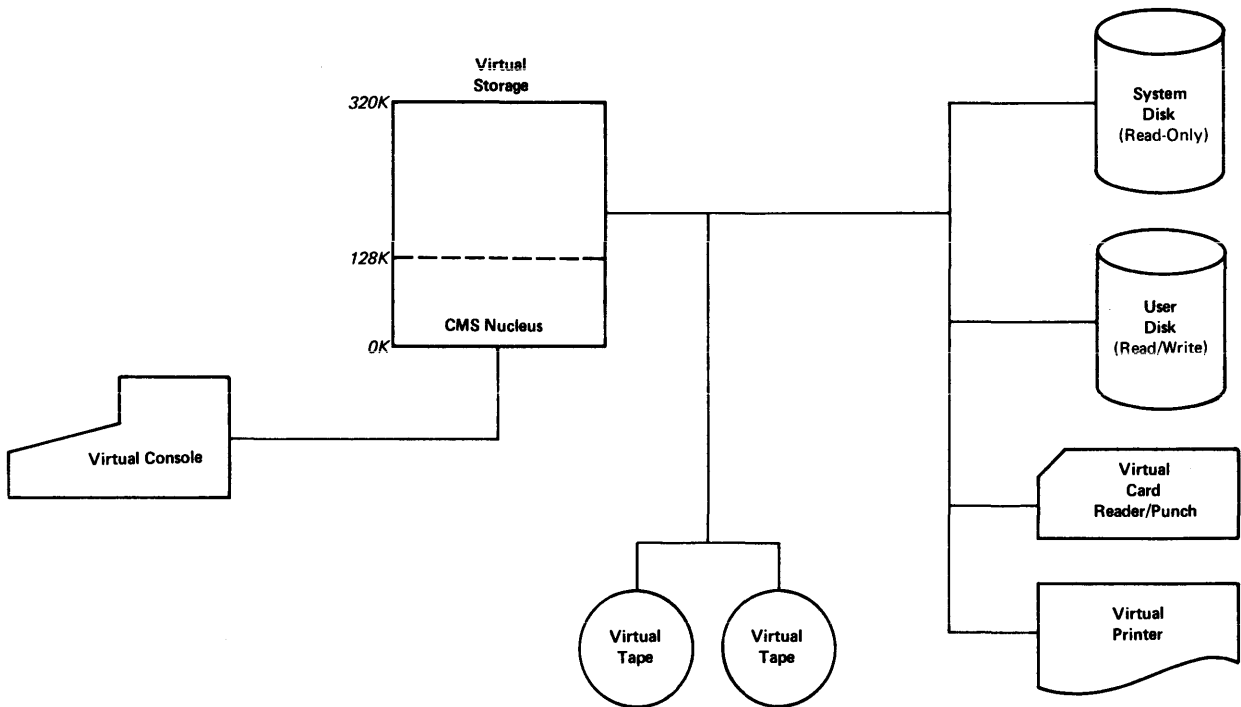 Virtual
Storage
320K
128K
CMS Nucleus
0K
Virtual Console
Virtual
Tape
Virtual
Tape
System
Disk
(Read-Only)
User
Disk
(Read/Write)
Virtual
Card
Reader/Punch
Virtual
Printer